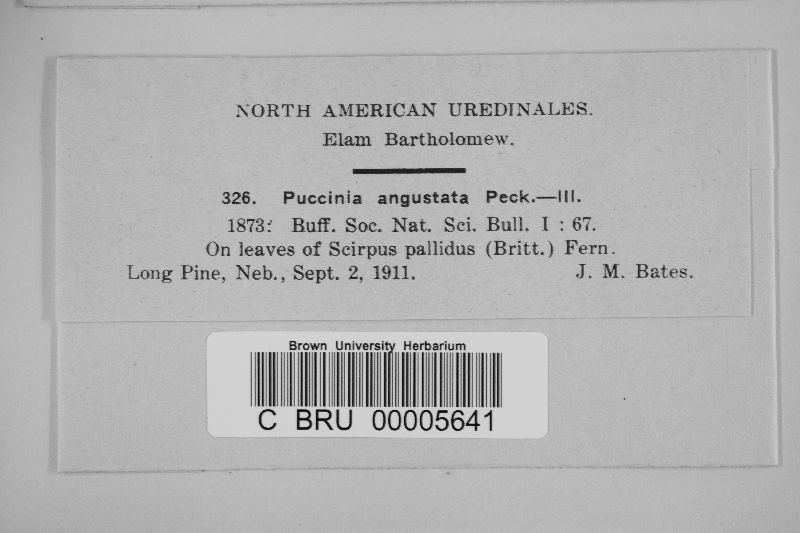 NORTH AMERICAN UREDINALES.
Elam Bartholomew.
326. Puccinia angustata Peck.—III.
1873: Buff. Soc. Nat. Sci. Bull. I : 67.
On leaves of Scirpus pallidus (Britt.) Fern.
Long Pine, Neb., Sept. 2, 1911. J. M. Bates.
Brown University Herbarium
C BRU 00005641